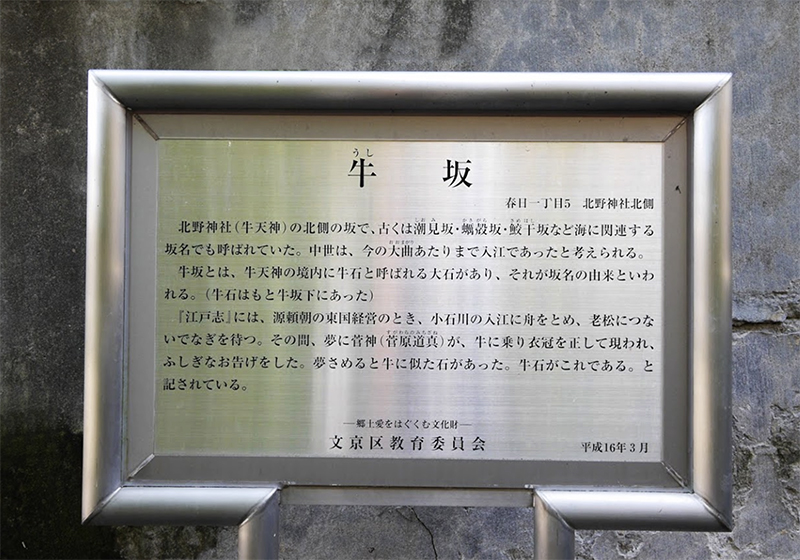 うし
牛　坂
春日一丁目5　北野神社北側
　北野神社(牛天神)の北側の坂で、古くは潮見坂・蠣殻坂・鮫干坂など海に関連する
坂名でも呼ばれていた。中世は、今の大曲あたりまで入江であったと考えられる。
　牛坂とは、牛天神の境内に牛石と呼ばれる大石があり、それが坂名の由来といわ
れる。(牛石はもと牛坂下にあった)
　『江戸志』には、源頼朝の東国経営のとき、小石川の入江に舟をとめ、老松につな
いでなぎを待つ。その間、夢に菅神(菅原道真)が、牛に乗り衣冠を正して現われ、
ふしぎなお告げをした。夢さめると牛に似た石があった。牛石がこれである。と
記されている。
―郷土愛をはぐくむ文化財―
文京区教育委員会
平成16年3月